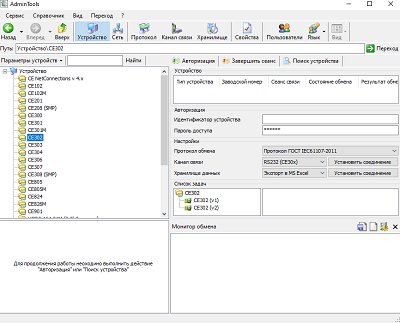 AdminTools
Сервис Справочник Вид Переход ?
Назад Вперед Вверх Устройство Сеть Протокол Канал связи Хранилище Свойства Пользователи Язык Вид
Путь: Устройство\CE302 Переход
Параметры устройств Найти Авторизация Завершить сеанс Поиск устройства
Устройство
CE NetConnections v 4.x
CE102
CE102M
CE201
CE208 (SMP)
CE300
CE301
CE301M
CE302
CE303
CE304
CE306
CE307
CE308 (SMP)
CE805
CE805M
CE824
CE826M
CE901
Устройство
Тип устройства Заводской номер Сеанс связи Состояние обмена Результат обме
Авторизация
Идентификатор устройства
Пароль доступа ******
Настройки
Протокол обмена Протокол ГОСТ IEC61107-2011
Канал связи RS232 (CE30x) Установить соединение
Хранилище данных Экспорт в MS Excel Установить соединение
Список задач
CE302
CE302 (v1)
CE302 (v2)
Для продолжения работы неоходимо выполнить действие
"Авторизация" или "Поиск устройства"
Монитор обмена